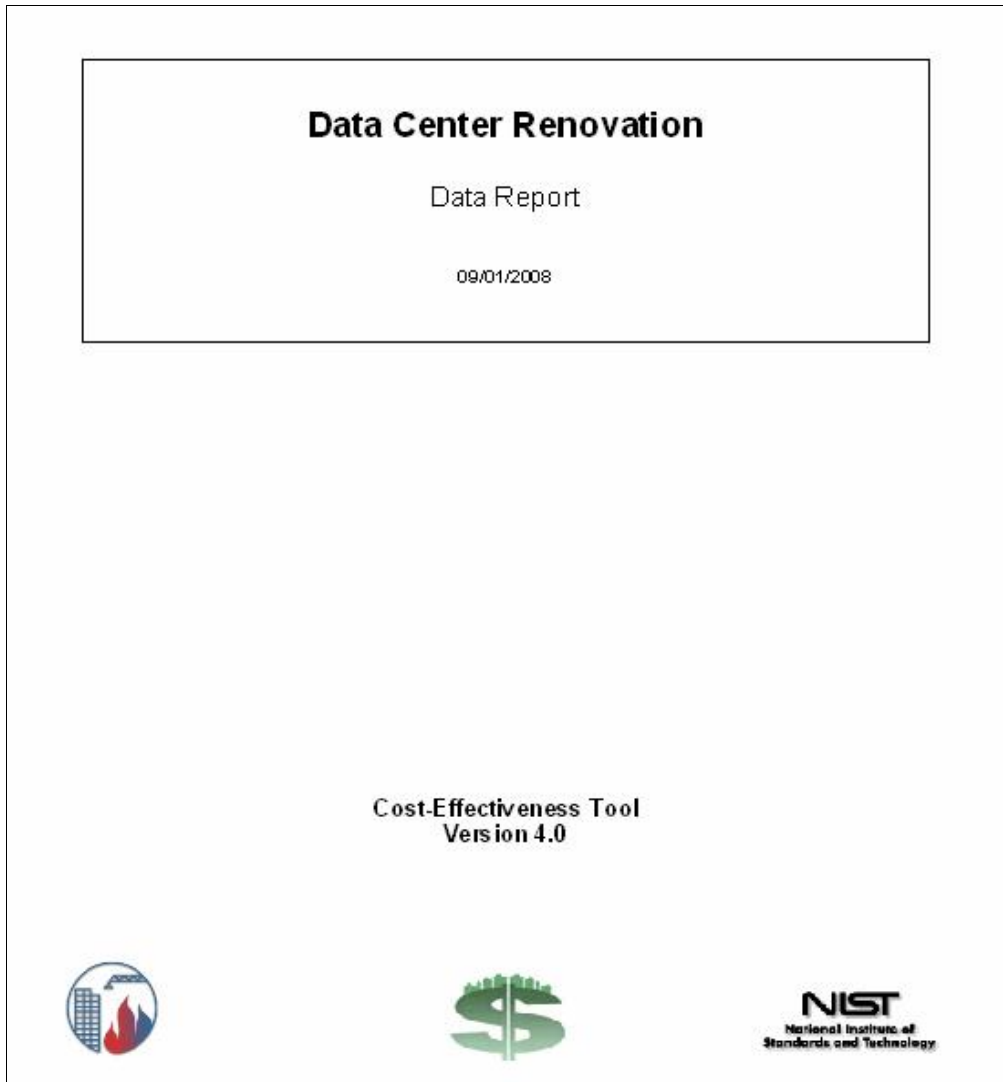 Data Center Renovation
Data Report
09/01/2008
Cost-Effectiveness Tool
Version 4.0
NIST
National Institute of
Standards and Technology